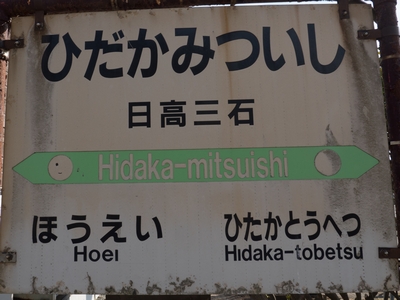 ひだかみついし
日高三石
Hidaka-mitsuishi
ほうえい
Hoei
ひたかとうへつ
Hidaka-tobetsu